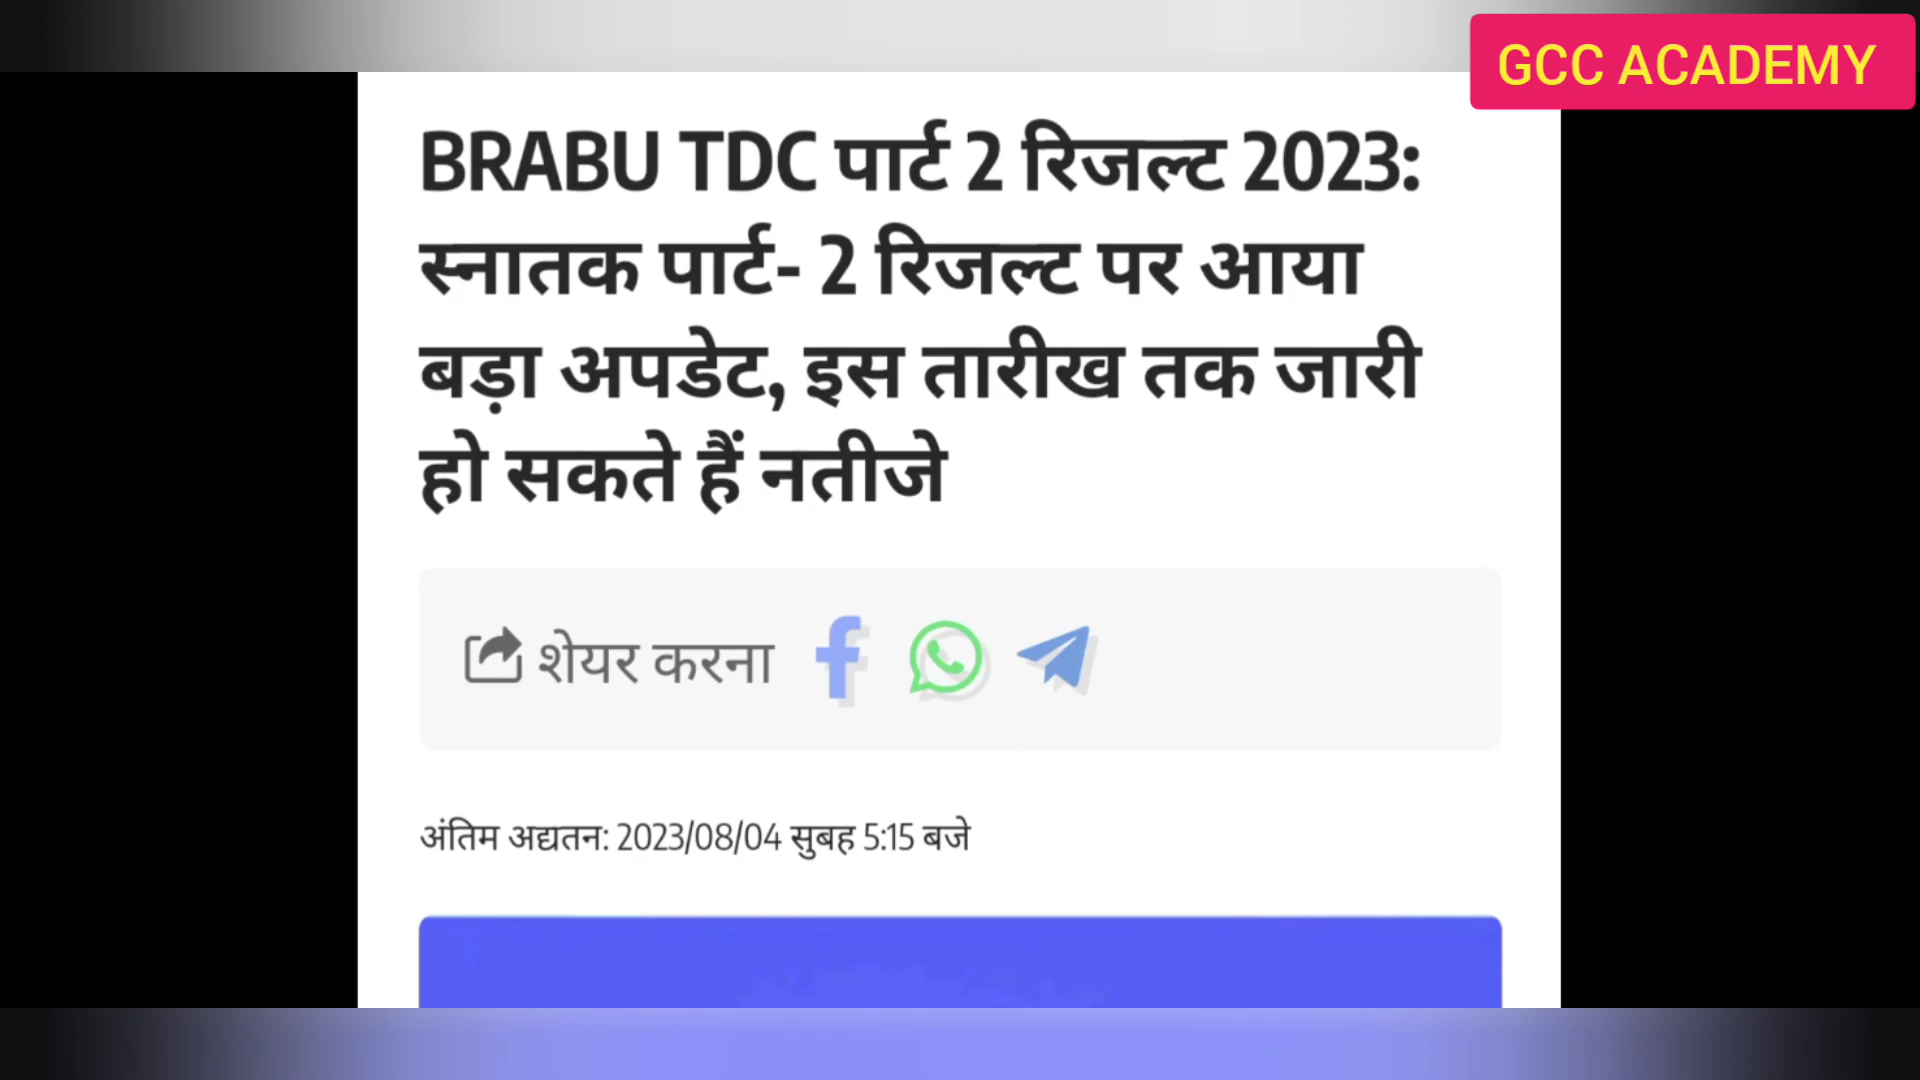 GCC ACADEMY
BRABU TDC पार्ट 2 रिजल्ट 2023:
स्नातक पार्ट- 2 रिजल्ट पर आया
बड़ा अपडेट, इस तारीख तक जारी
हो सकते हैं नतीजे
शेयर करना
अंतिम अद्यतन: 2023/08/04 सुबह 5:15 बजे